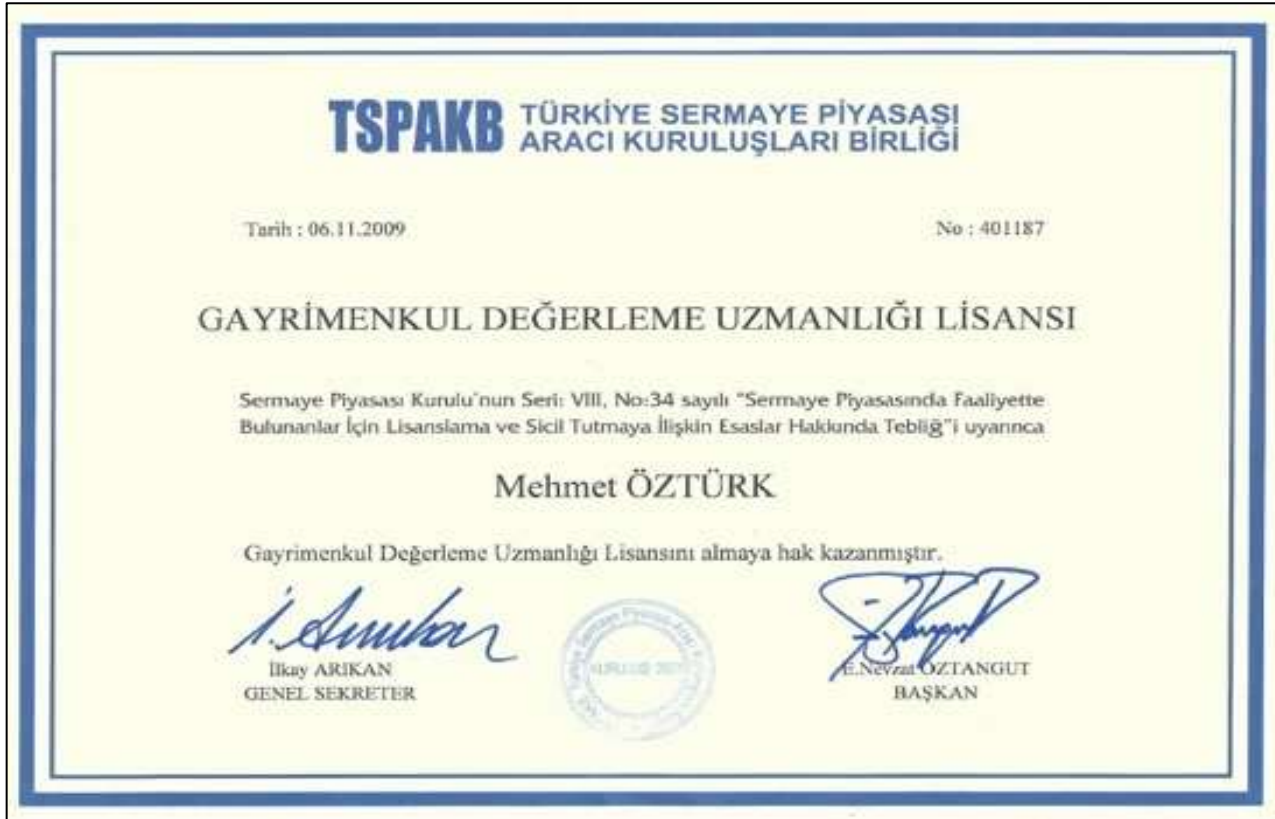 TSPAKB TÜRKİYE SERMAYE PİYASASI
ARACI KURULUŞLARI BİRLİĞİ
Tarih : 06.11.2009 No : 401187
GAYRİMENKUL DEĞERLEME UZMANLIĞI LİSANSI
Sermaye Piyasası Kurulu'nun Seri: VIII, No:34 sayılı "Sermaye Piyasasında Faaliyette
Bulunanlar İçin Lisanslama ve Sicil Tutmaya İlişkin Esaslar Hakkında Tebliğ"i uyarınca
Mehmet ÖZTÜRK
Gayrimenkul Değerleme Uzmanlığı Lisansını almaya hak kazanmıştır.
İlkay ARIKAN
GENEL SEKRETER
E.Nevzat ÖZTANGUT
BAŞKAN